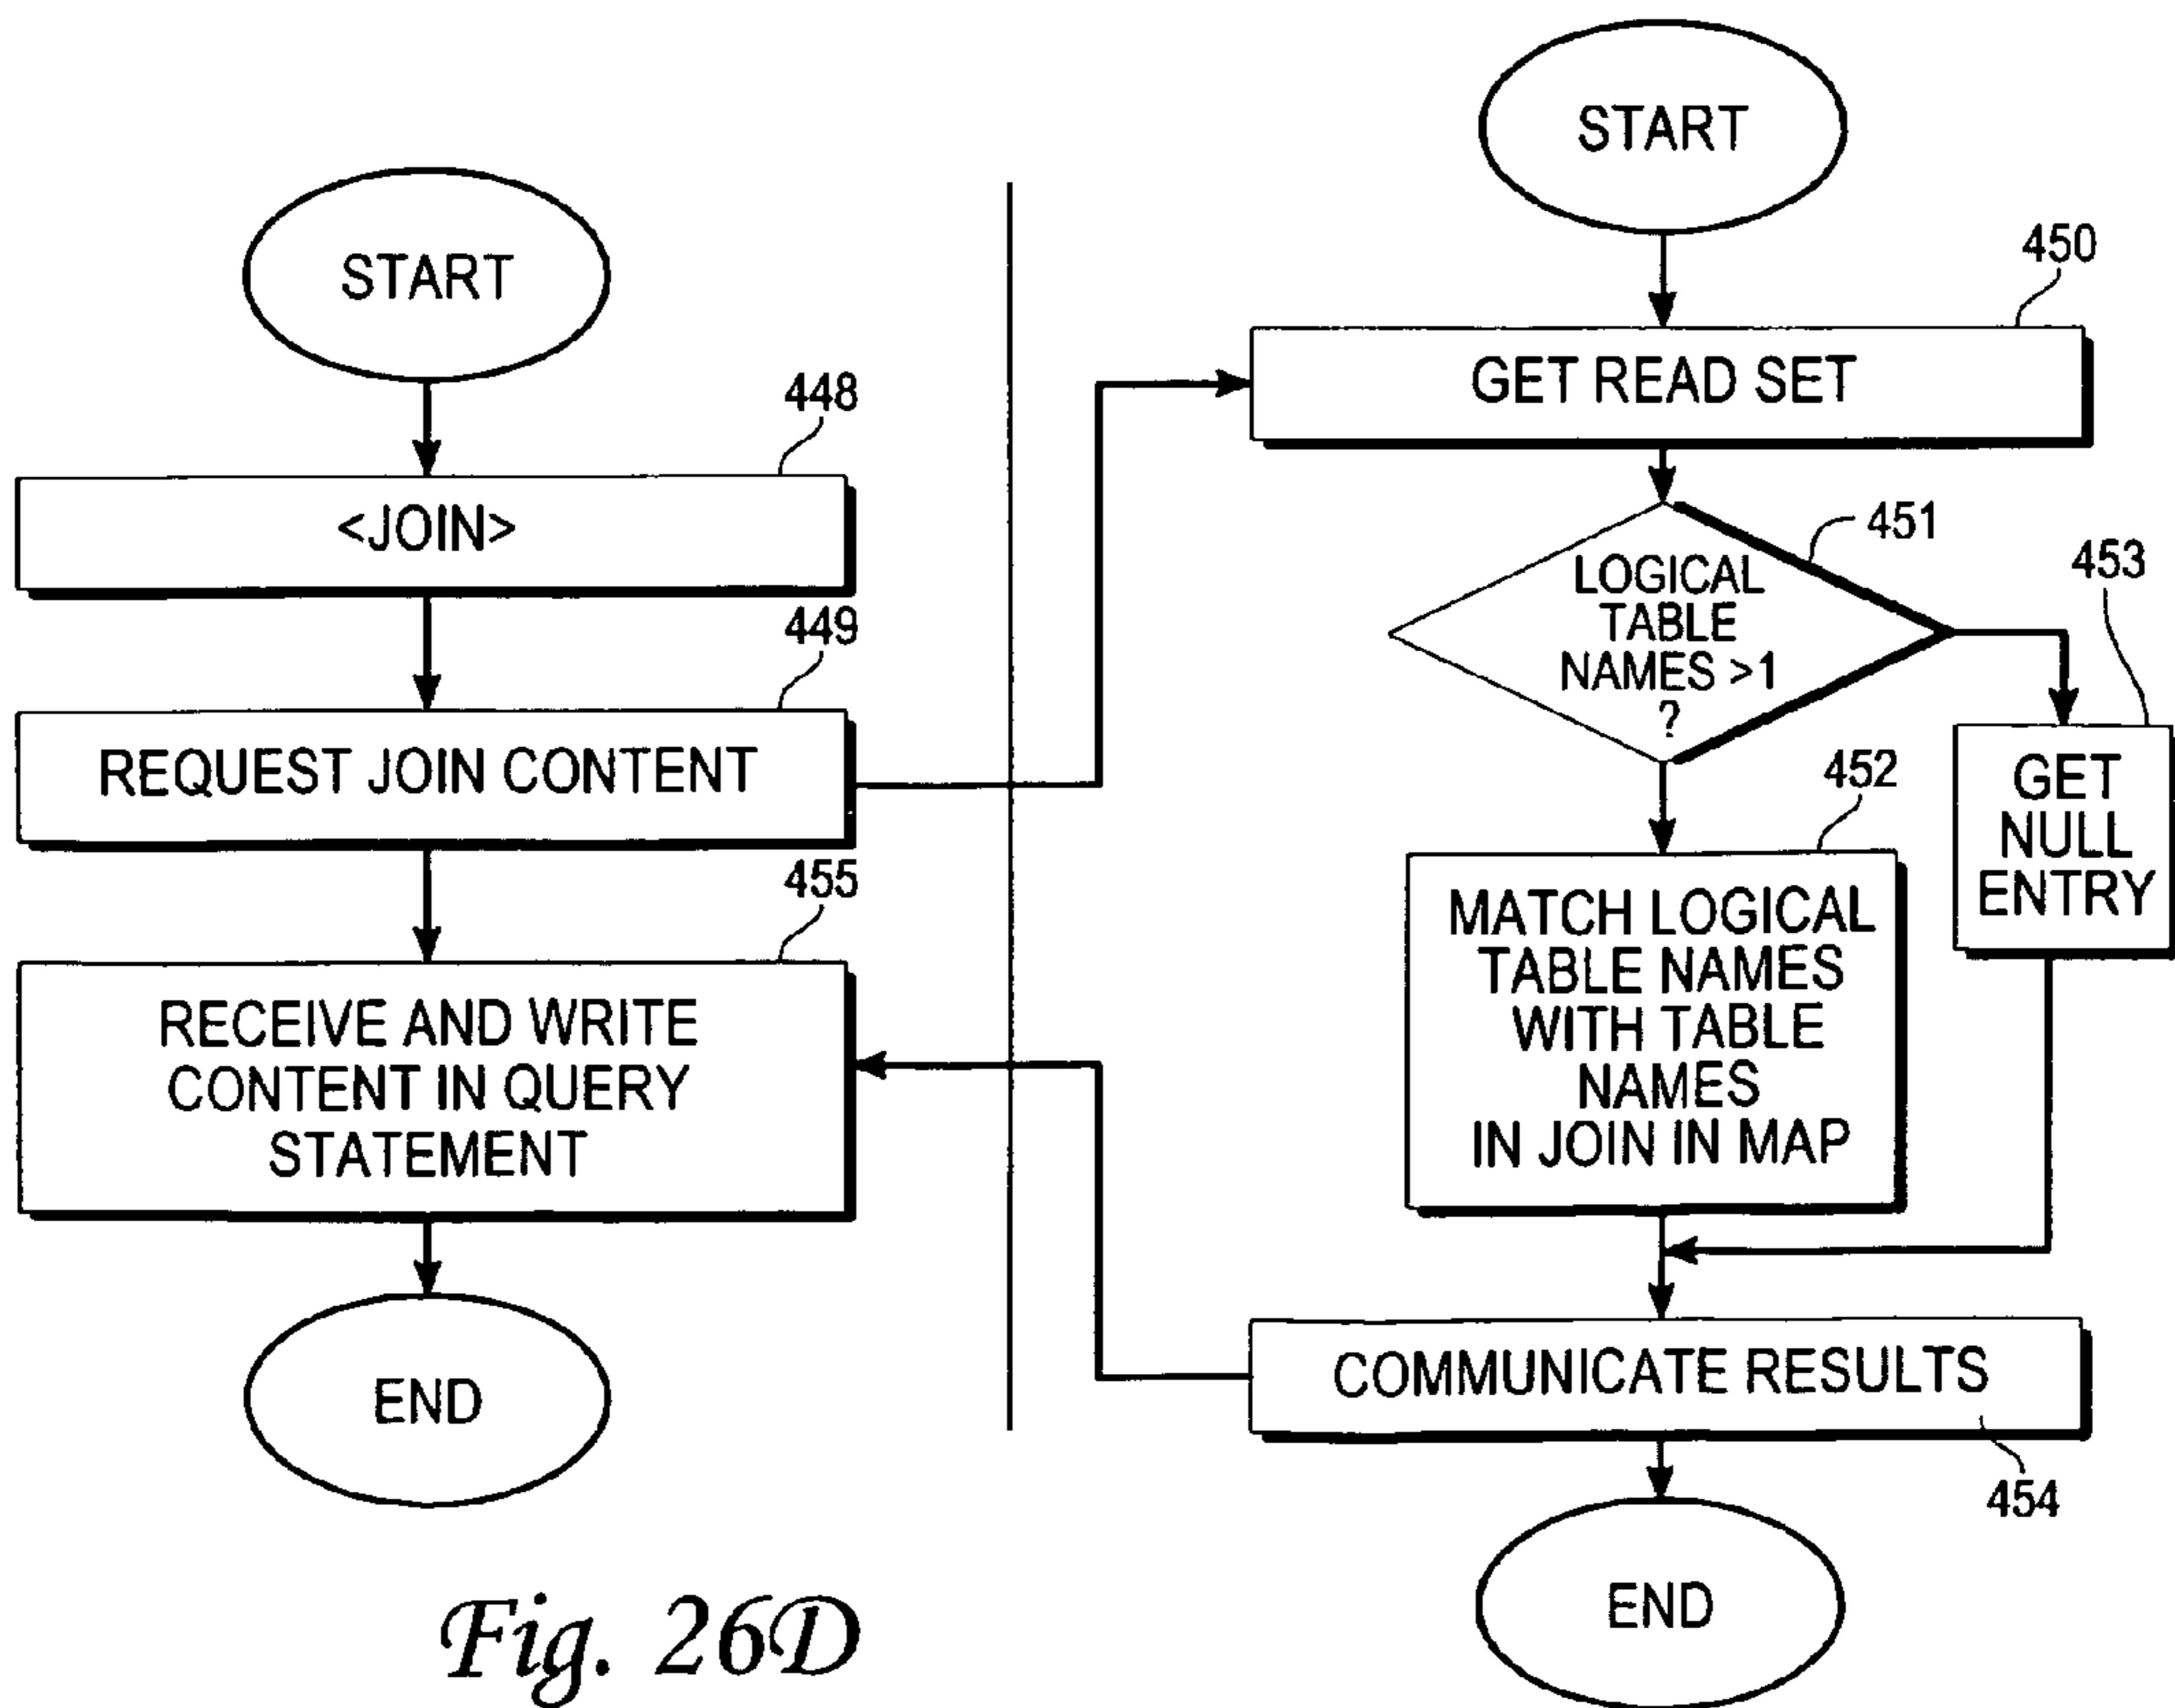 START
448
<JOIN>
449
REQUEST JOIN CONTENT
455
RECEIVE AND WRITE
CONTENT IN QUERY
STATEMENT
END
START
450
GET READ SET
451
LOGICAL
TABLE
NAMES >1
?
453
GET
NULL
ENTRY
452
MATCH LOGICAL
TABLE NAMES
WITH TABLE
NAMES
IN JOIN IN MAP
COMMUNICATE RESULTS
454
END
Fig. 26D